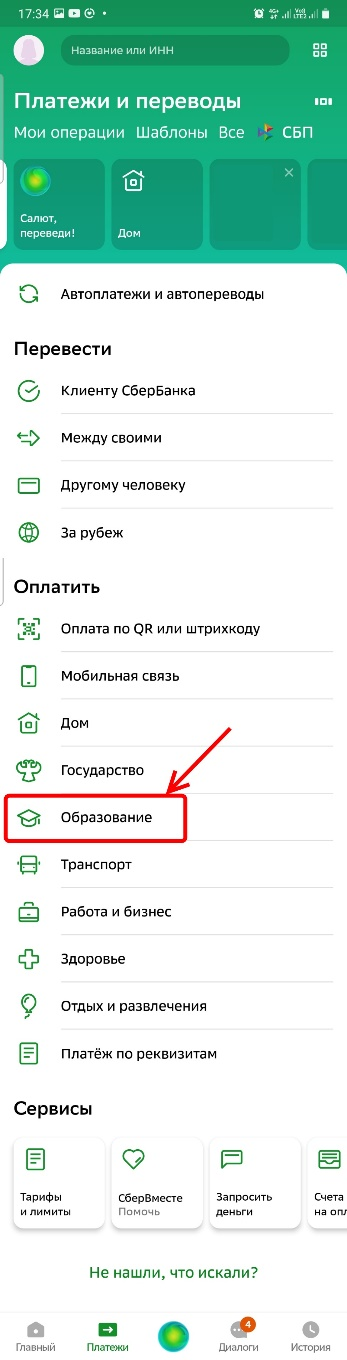 17:34
Название или ИНН
Платежи и переводы
Мои операции Шаблоны Все СБП
Салют,
переведи!
Дом
Автоплатежи и автопереводы
Перевести
Клиенту СберБанка
Между своими
Другому человеку
За рубеж
Оплатить
Оплата по QR или штрихкоду
Мобильная связь
Дом
Государство
Образование
Транспорт
Работа и бизнес
Здоровье
Отдых и развлечения
Платёж по реквизитам
Сервисы
Тарифы
и лимиты
СберВместе
Помочь
Запросить
деньги
Счета
на опл
Не нашли, что искали?
4
Главный Платежи Диалоги История